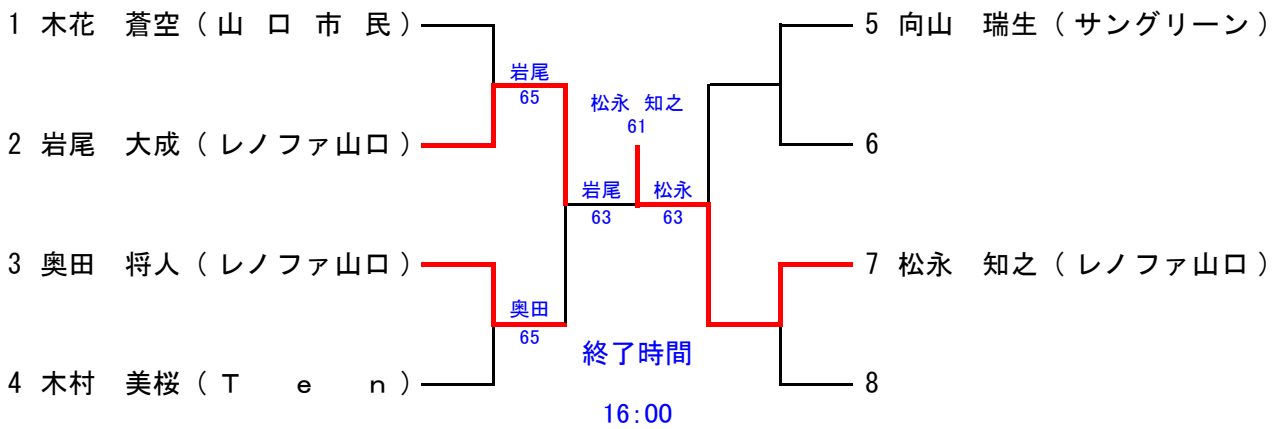 1 木花 蒼空(山口市民)
5 向山 瑞生(サングリーン)
岩尾
65
松永 知之
61
2 岩尾 大成(レノファ山口)
6
岩尾
63
松永
63
3 奥田 将人(レノファ山口)
7 松永 知之(レノファ山口)
奥田
65
終了時間
4 木村 美桜(Ten)
8
16:00